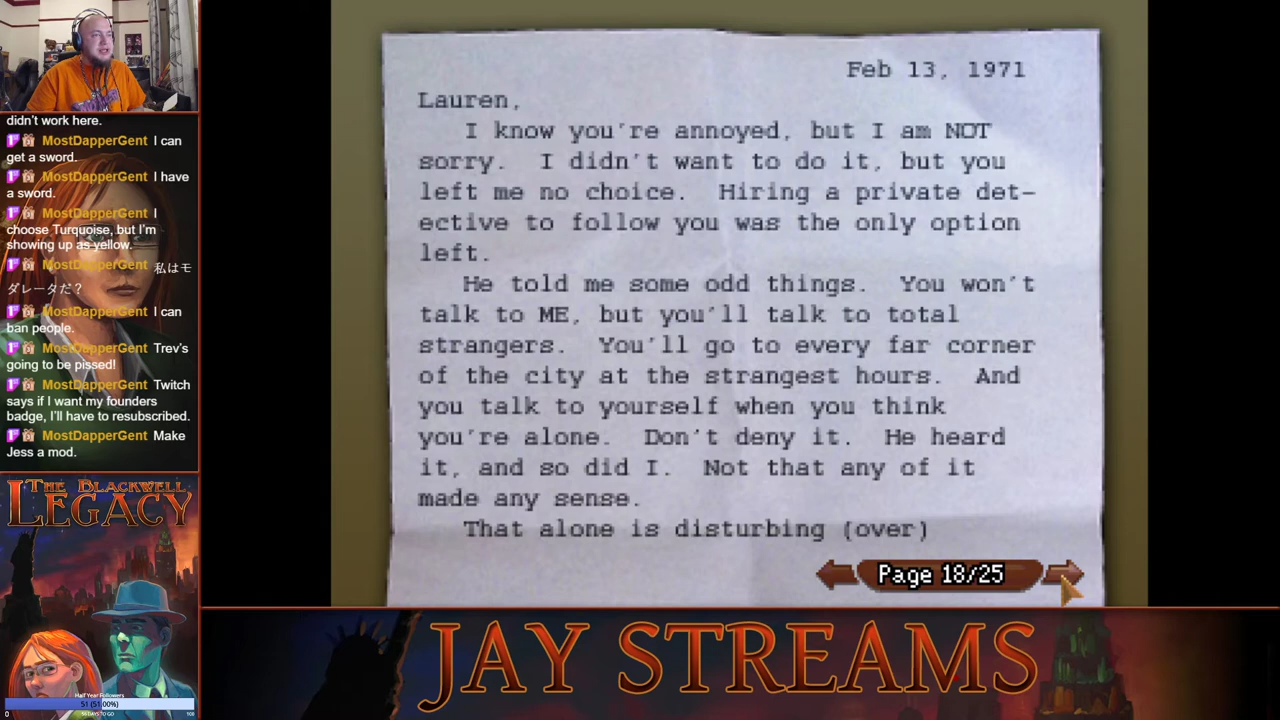 didn't work here.
MostDapperGent I can
get a sword.
MostDapperGent I have
a sword.
MostDapperGent I
choose Turquoise, but I'm
showing up as yellow.
MostDapperGent 私はモ
ダレータだ？
MostDapperGent I can
ban people.
MostDapperGent Trev's
going to be pissed!
MostDapperGent Twitch
says if I want my founders
badge, I'll have to resubscribed.
MostDapperGent Make
Jess a mod.
THE BLACKWELL
LEGACY
Half Year Followers
51 (51.00%)
0
100
Feb 13, 1971
Lauren,
I know you're annoyed, but I am NOT
sorry. I didn't want to do it, but you
left me no choice. Hiring a private det-
ective to follow you was the only option
left.
He told me some odd things. You won't
talk to ME, but you'll talk to total
strangers. You'll go to every far corner
of the city at the strangest hours. And
you talk to yourself when you think
you're alone. Don't deny it. He heard
it, and so did I. Not that any of it
made any sense.
That alone is disturbing (over)
Page 18/25
JAY STREAMS